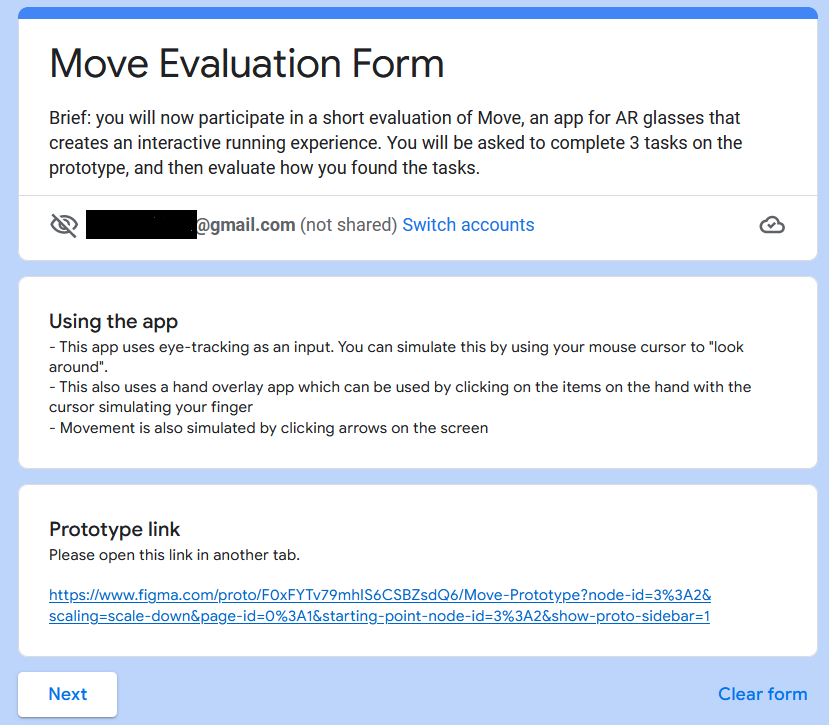 Move Evaluation Form
Brief: you will now participate in a short evaluation of Move, an app for AR glasses that
creates an interactive running experience. You will be asked to complete 3 tasks on the
prototype, and then evaluate how you found the tasks.
@gmail.com (not shared) Switch accounts
Using the app
- This app uses eye-tracking as an input. You can simulate this by using your mouse cursor to "look
around".
- This also uses a hand overlay app which can be used by clicking on the items on the hand with the
cursor simulating your finger
- Movement is also simulated by clicking arrows on the screen
Prototype link
Please open this link in another tab.
https://www.figma.com/proto/F0xFYTv79mhIS6CSBZsdQ6/Move-Prototype?node-id=3%3A2&
scaling=scale-down&page-id=0%3A1&starting-point-node-id=3%3A2&show-proto-sidebar=1
Next
Clear form